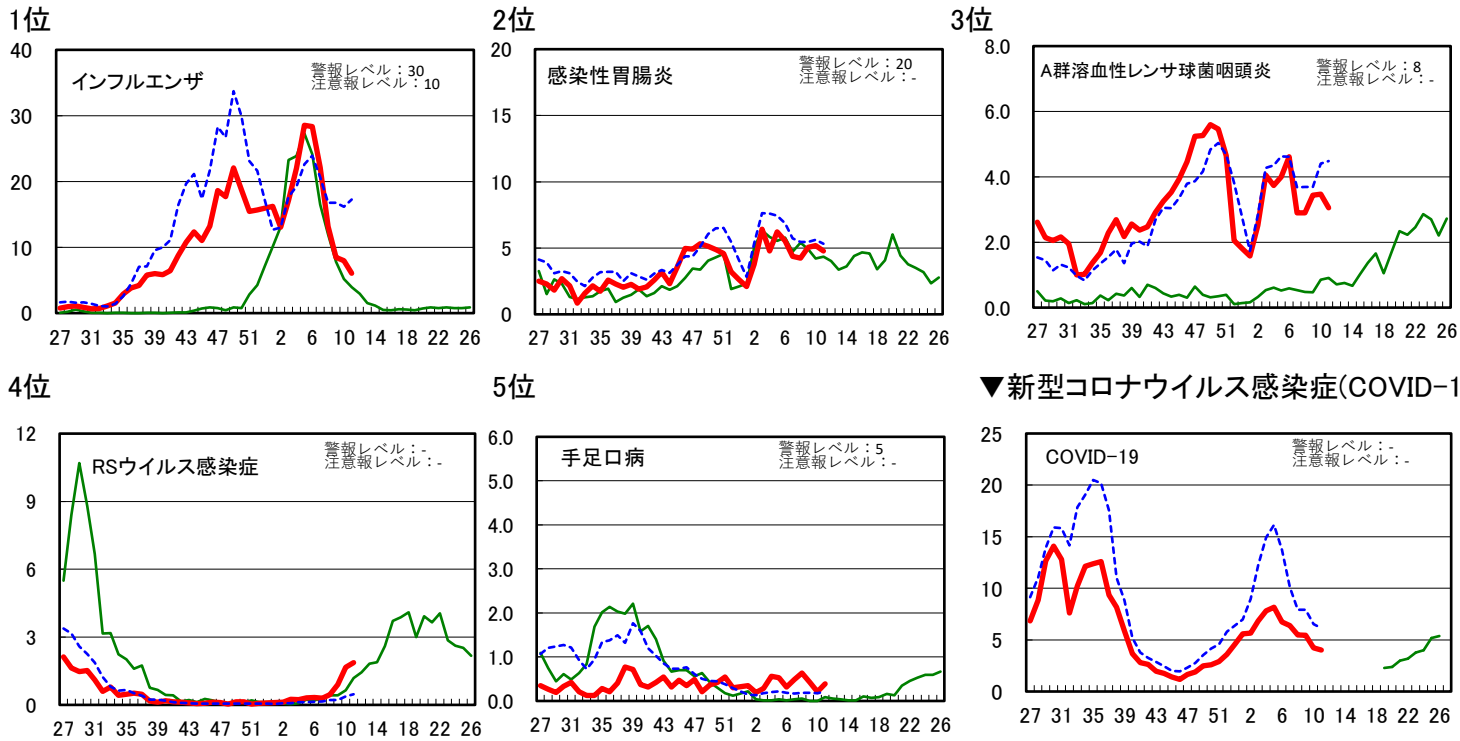 1位
40
30
20
10
0
インフルエンザ
警報レベル：30
注意報レベル：10
27 31 35 39 43 47 51 2 6 10 14 18 22 26
2位
20
15
10
5
0
感染性胃腸炎
警報レベル：20
注意報レベル：-
27 31 35 39 43 47 51 2 6 10 14 18 22 26
3位
8.0
6.0
4.0
2.0
0.0
A群溶血性レンサ球菌咽頭炎
警報レベル：8
注意報レベル：-
27 31 35 39 43 47 51 2 6 10 14 18 22 26
4位
12
9
6
3
0
RSウイルス感染症
警報レベル：-
注意報レベル：-
27 31 35 39 43 47 51 2 6 10 14 18 22 26
5位
6.0
5.0
4.0
3.0
2.0
1.0
0.0
手足口病
警報レベル：5
注意報レベル：-
27 31 35 39 43 47 51 2 6 10 14 18 22 26
▼新型コロナウイルス感染症(COVID-1
25
20
15
10
5
0
COVID-19
警報レベル：-
注意報レベル：-
27 31 35 39 43 47 51 2 6 10 14 18 22 26